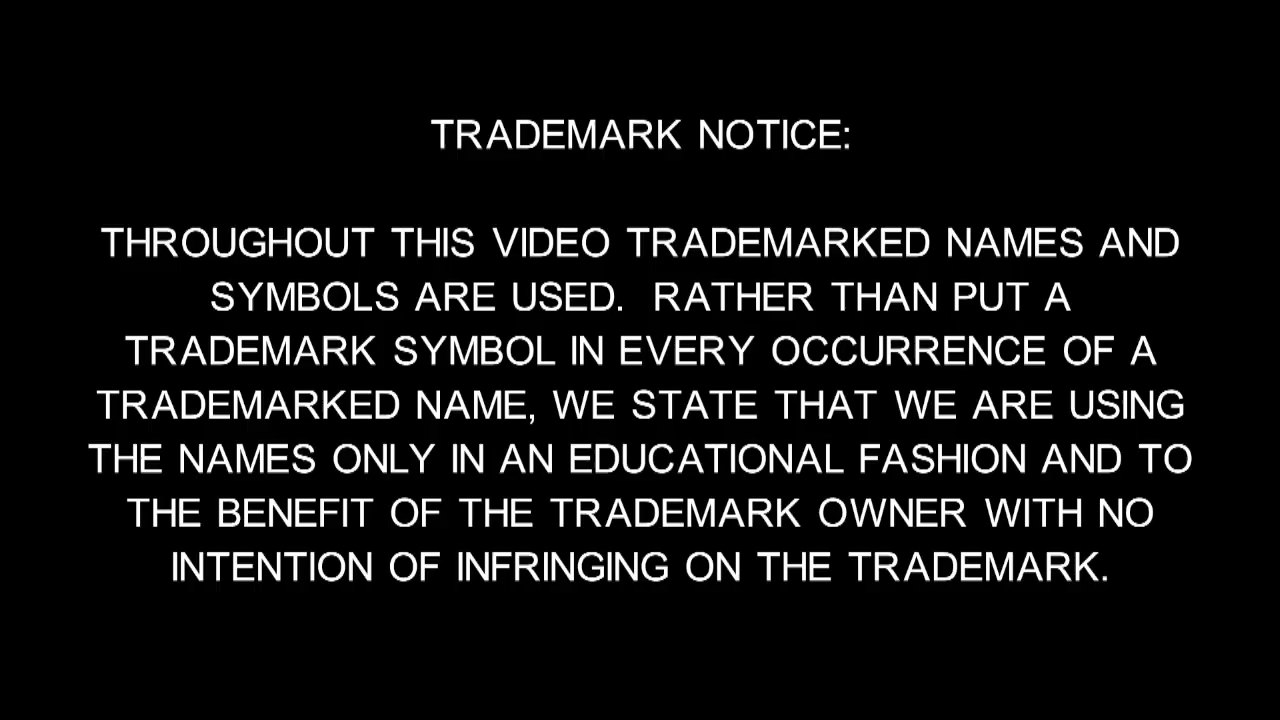 TRADEMARK NOTICE:
THROUGHOUT THIS VIDEO TRADEMARKED NAMES AND
SYMBOLS ARE USED.  RATHER THAN PUT A
TRADEMARK SYMBOL IN EVERY OCCURRENCE OF A
TRADEMARKED NAME, WE STATE THAT WE ARE USING
THE NAMES ONLY IN AN EDUCATIONAL FASHION AND TO
THE BENEFIT OF THE TRADEMARK OWNER WITH NO
INTENTION OF INFRINGING ON THE TRADEMARK.